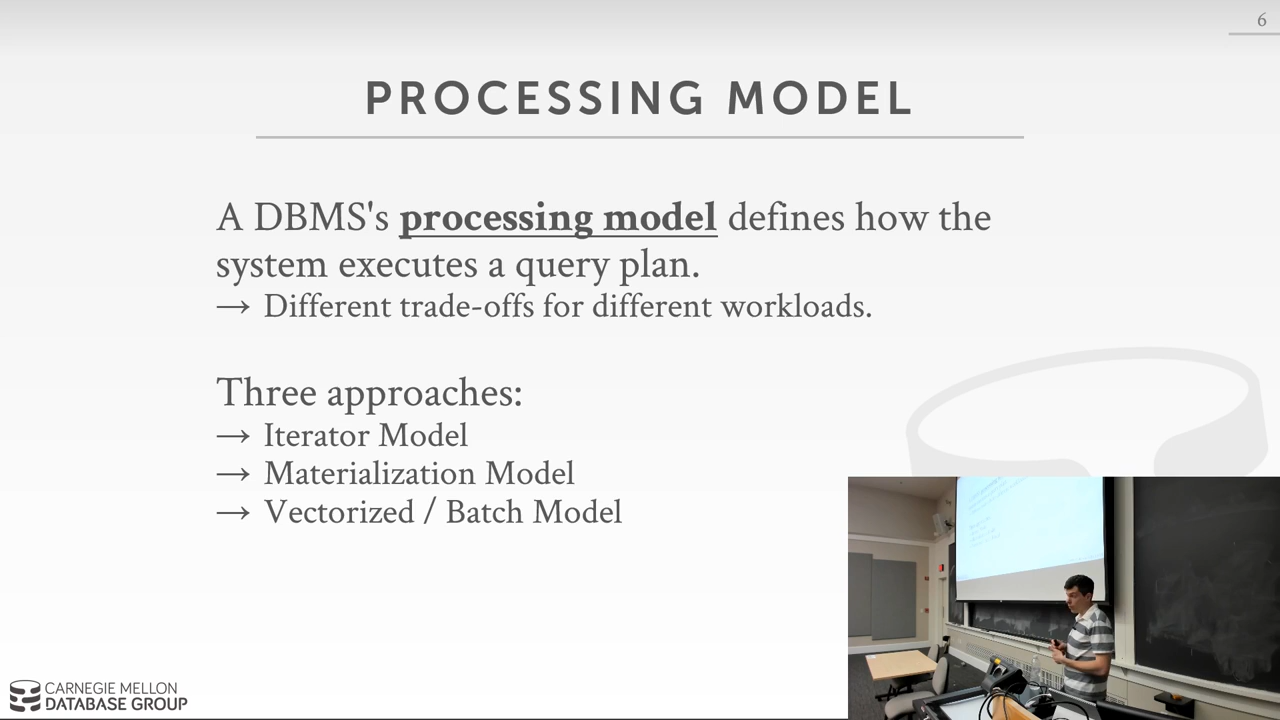 6
PROCESSING MODEL
A DBMS's processing model defines how the
system executes a query plan.
→ Different trade-offs for different workloads.
Three approaches:
→ Iterator Model
→ Materialization Model
→ Vectorized / Batch Model
CARNEGIE MELLON
DATABASE GROUP